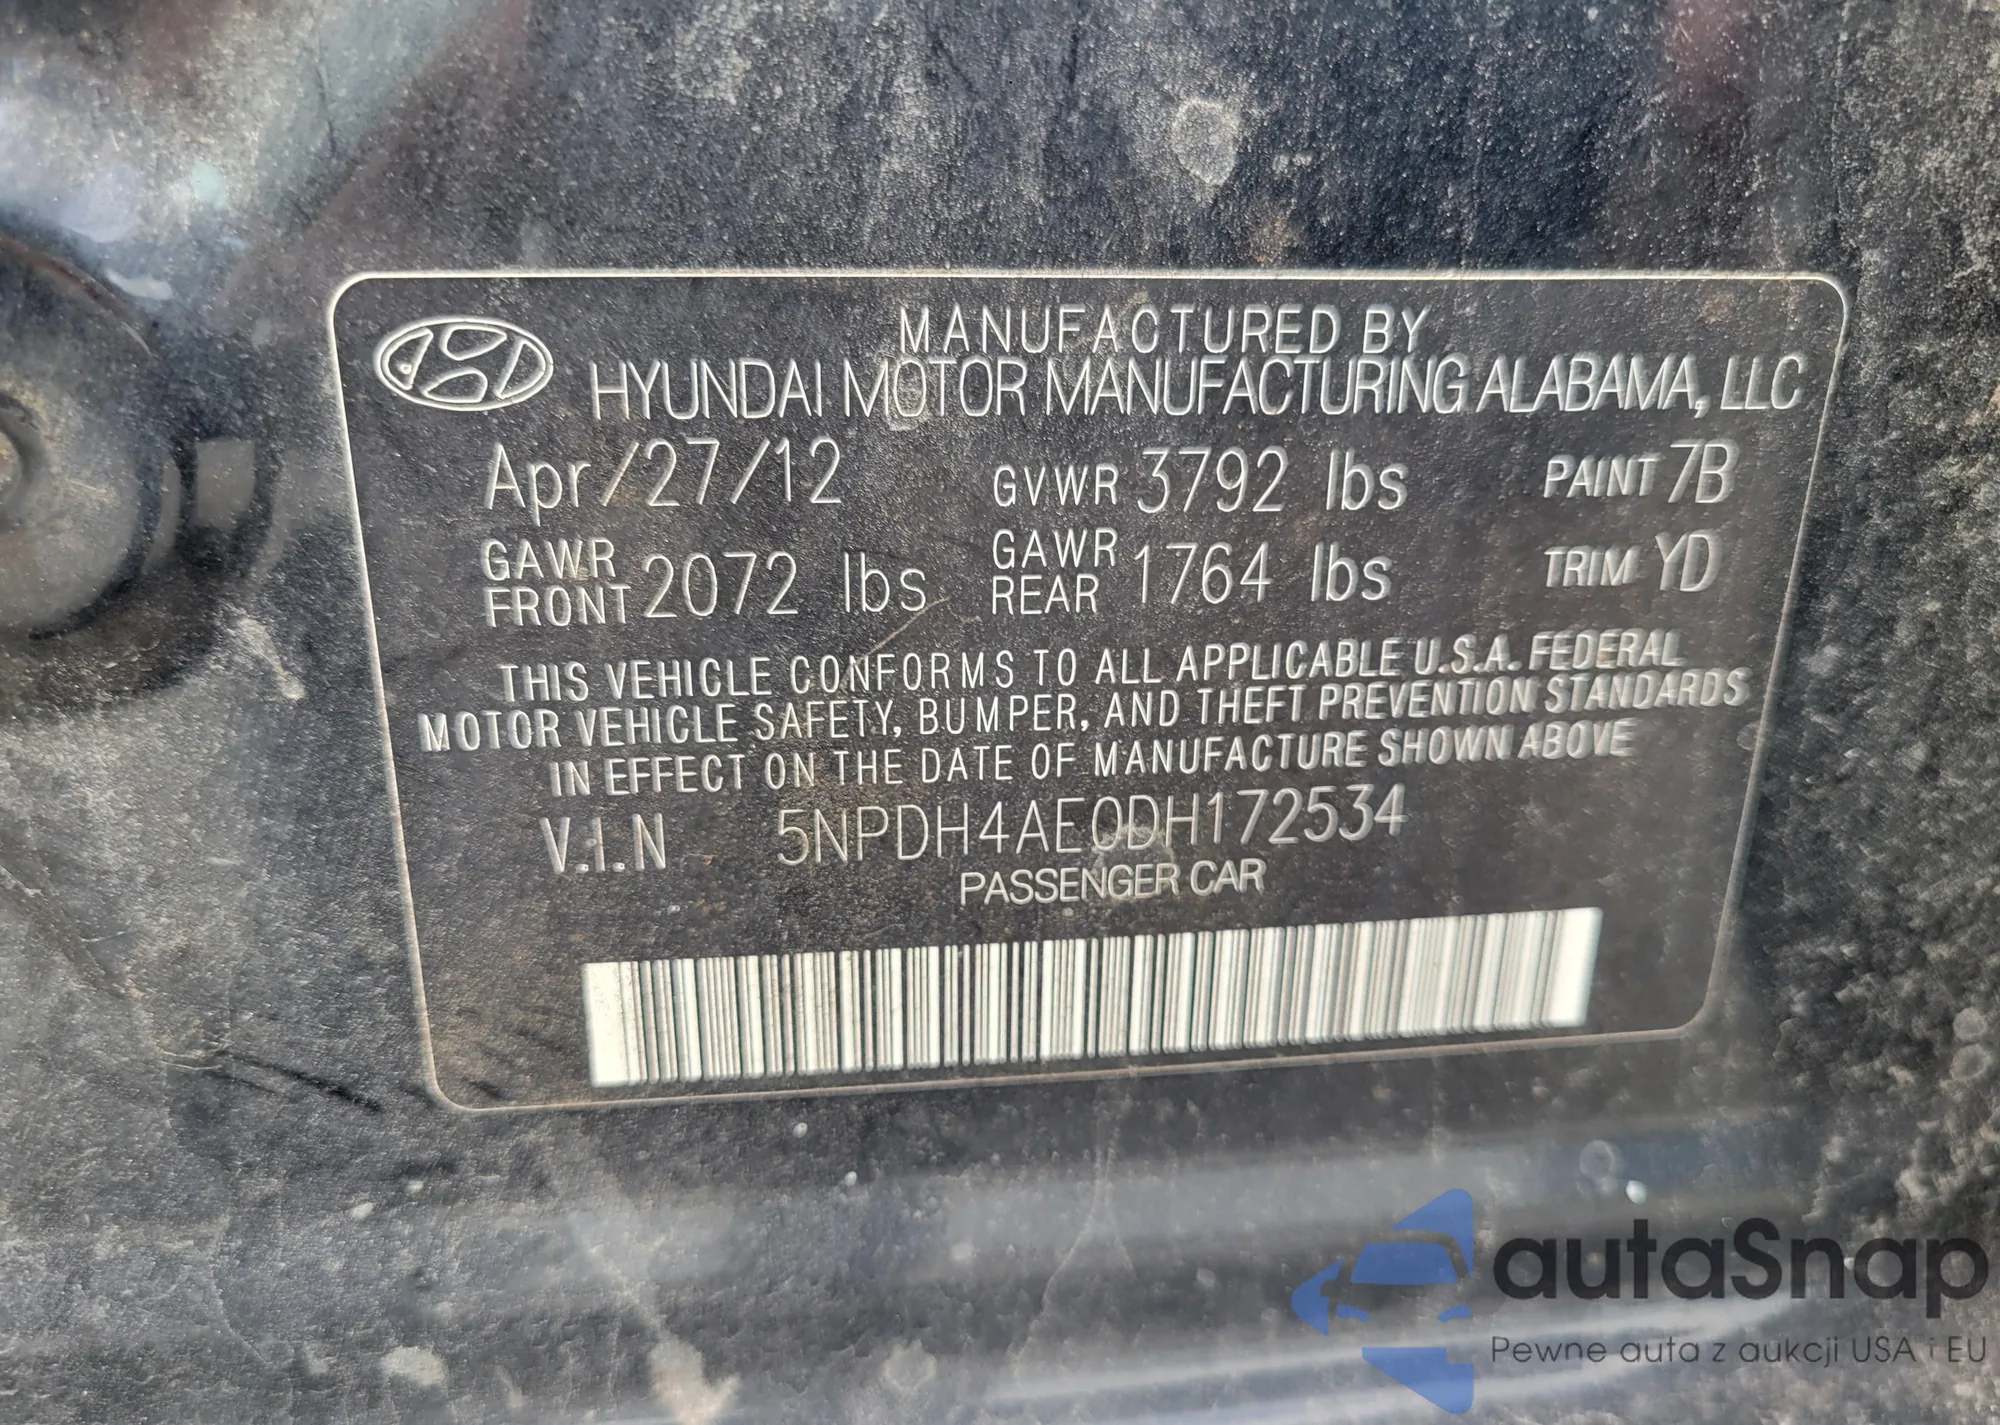 MANUFACTURED BY
HYUNDAI MOTOR MANUFACTURING ALABAMA, LLC
Apr/27/12 GVWR 3792 lbs PAINT 7B
GAWR FRONT 2072 lbs GAWR REAR 1764 lbs TRIM YD
THIS VEHICLE CONFORMS TO ALL APPLICABLE U.S.A. FEDERAL
MOTOR VEHICLE SAFETY, BUMPER, AND THEFT PREVENTION STANDARDS
IN EFFECT ON THE DATE OF MANUFACTURE SHOWN ABOVE
V.I.N 5NPDH4AE0DH172534
PASSENGER CAR
autaSnap
Pewne auta z aukcji USA i EU